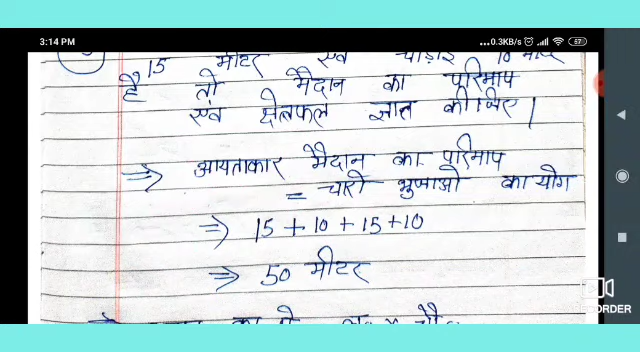 3:14 PM ...0.3KB/s 57
15 मीटर एवं चौड़ाई 10 मीटर
है तो मैदान का परिमाप
एवं क्षेत्रफल ज्ञात कीजिए।
⇒ आयताकार मैदान का परिमाप
= चारो भुजाओ का योग
⇒ 15 + 10 + 15 + 10
⇒ 50 मीटर
RECORDER